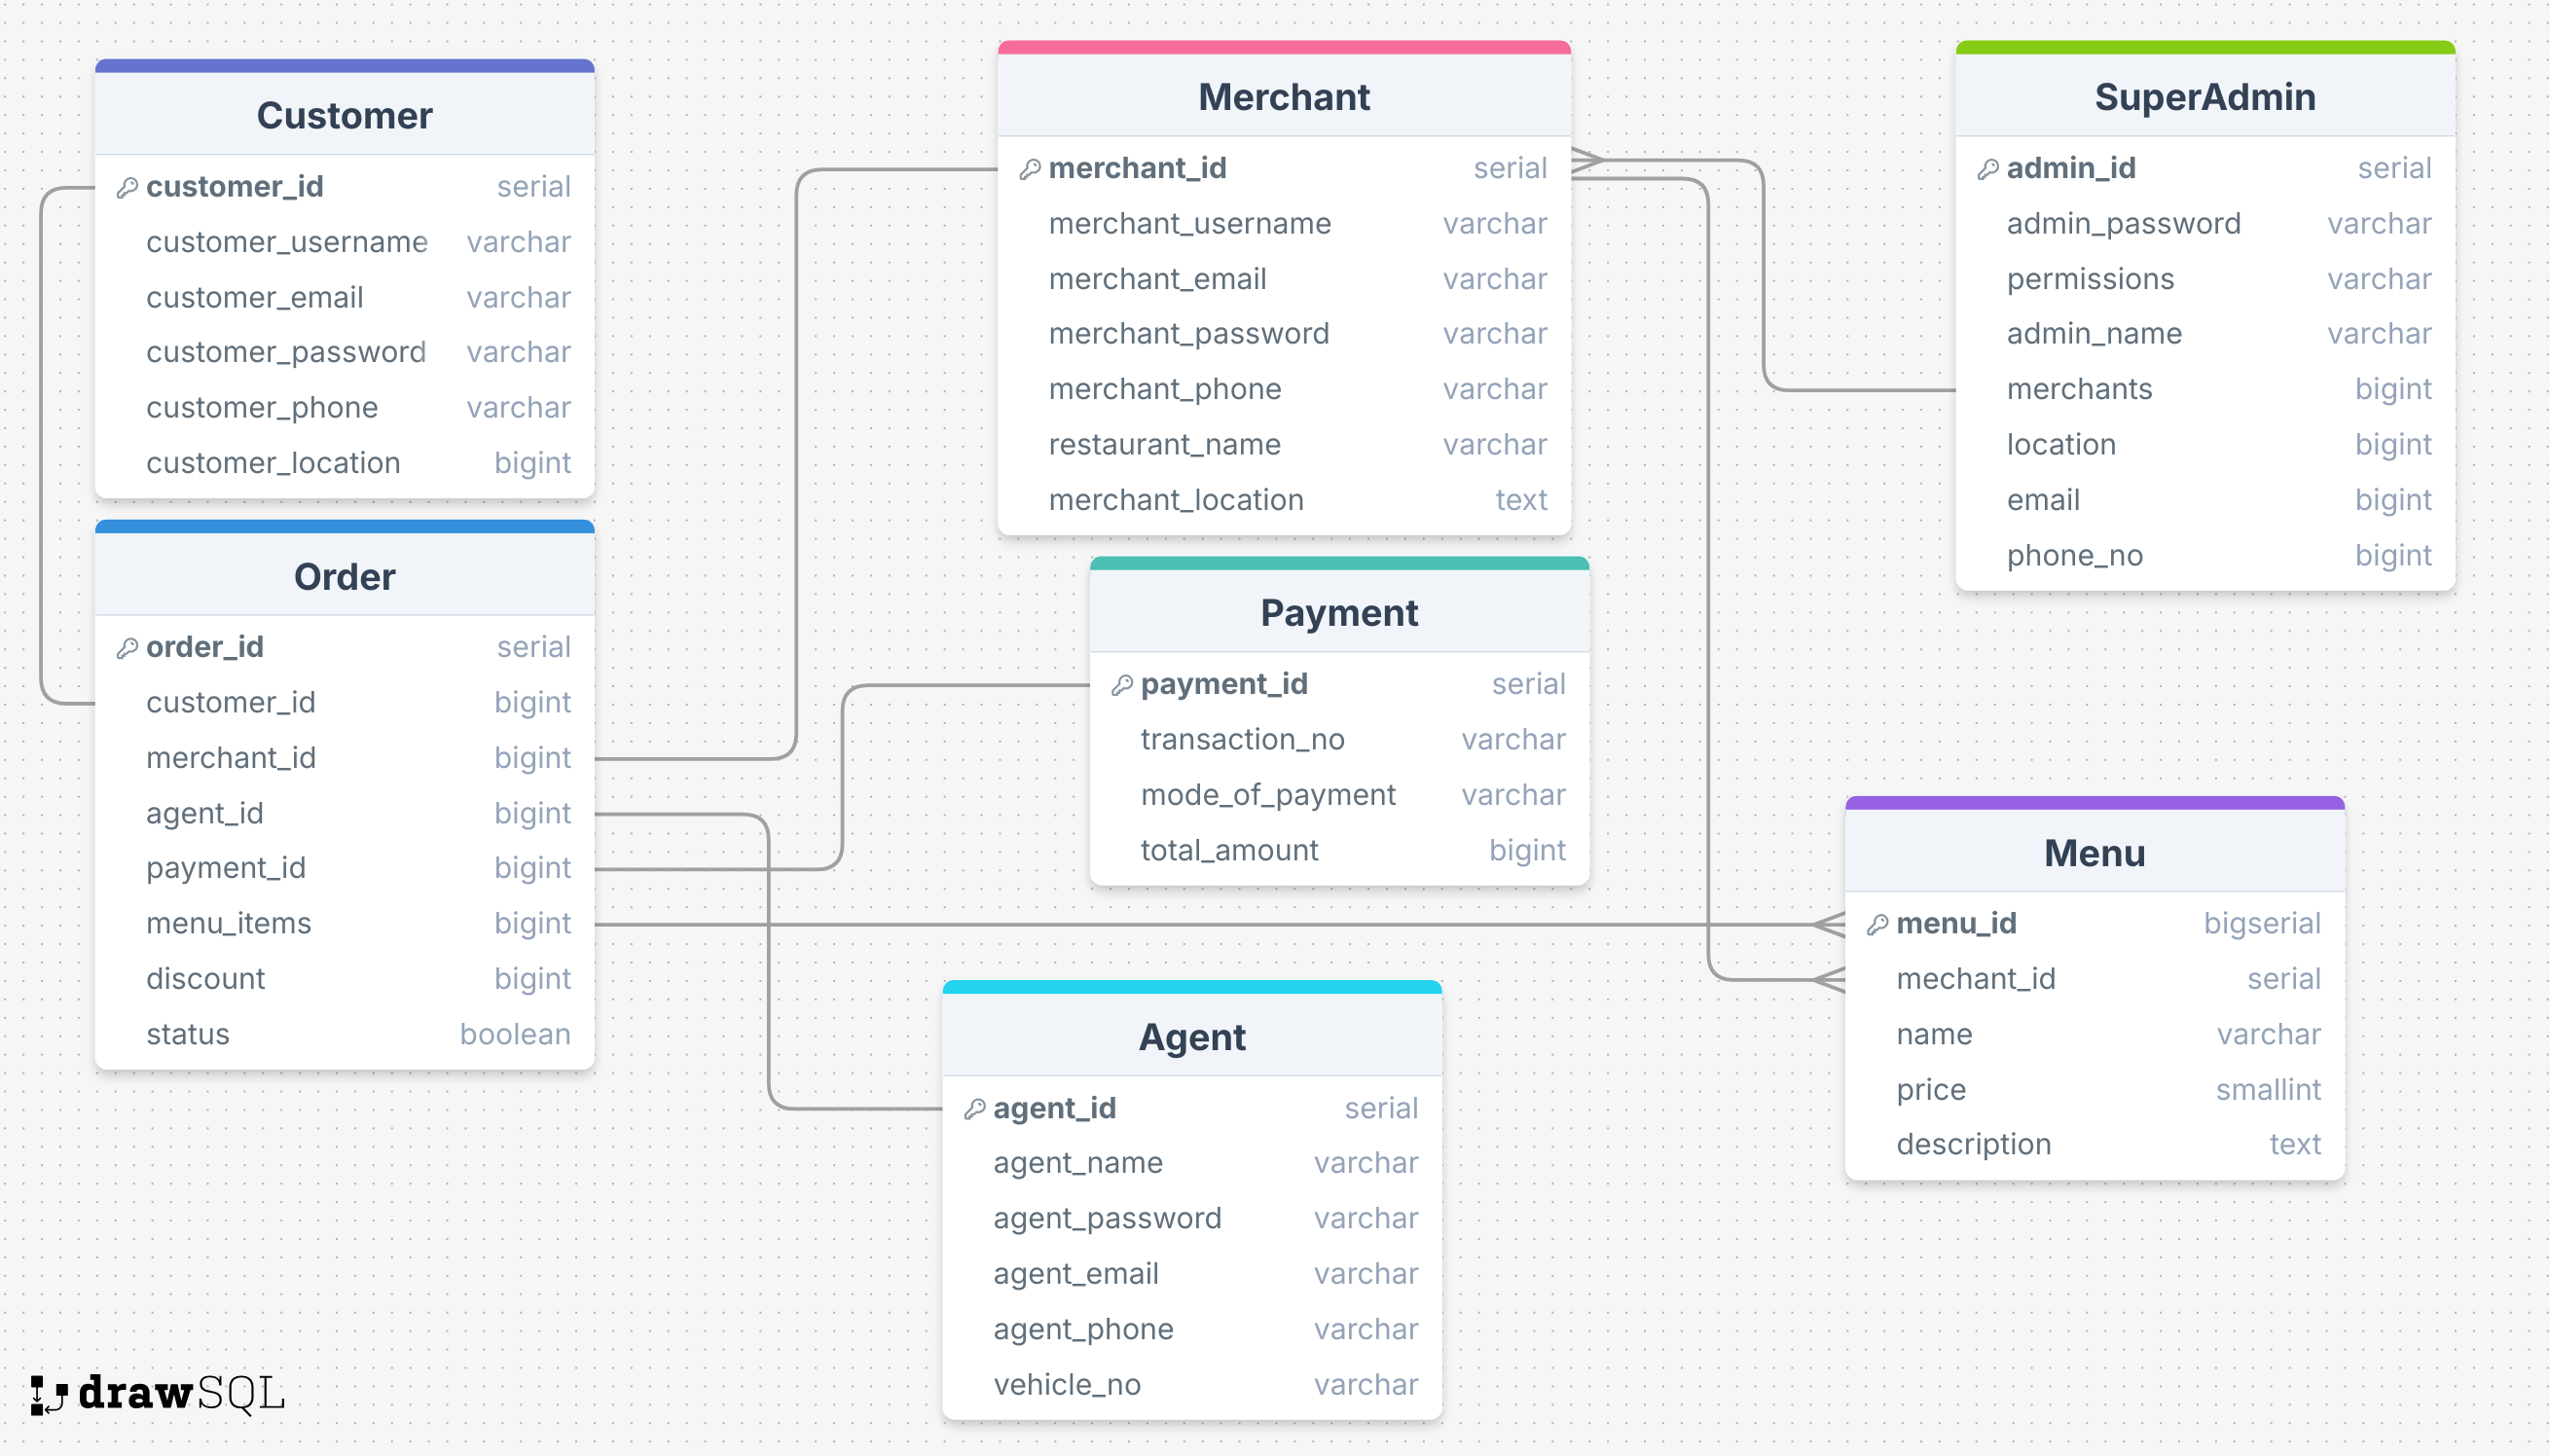 Customer
customer_id serial
customer_username varchar
customer_email varchar
customer_password varchar
customer_phone varchar
customer_location bigint
Order
order_id serial
customer_id bigint
merchant_id bigint
agent_id bigint
payment_id bigint
menu_items bigint
discount bigint
status boolean
Merchant
merchant_id serial
merchant_username varchar
merchant_email varchar
merchant_password varchar
merchant_phone varchar
restaurant_name varchar
merchant_location text
Payment
payment_id serial
transaction_no varchar
mode_of_payment varchar
total_amount bigint
Agent
agent_id serial
agent_name varchar
agent_password varchar
agent_email varchar
agent_phone varchar
vehicle_no varchar
SuperAdmin
admin_id serial
admin_password varchar
permissions varchar
admin_name varchar
merchants bigint
location bigint
email bigint
phone_no bigint
Menu
menu_id bigserial
mechant_id serial
name varchar
price smallint
description text
drawSQL